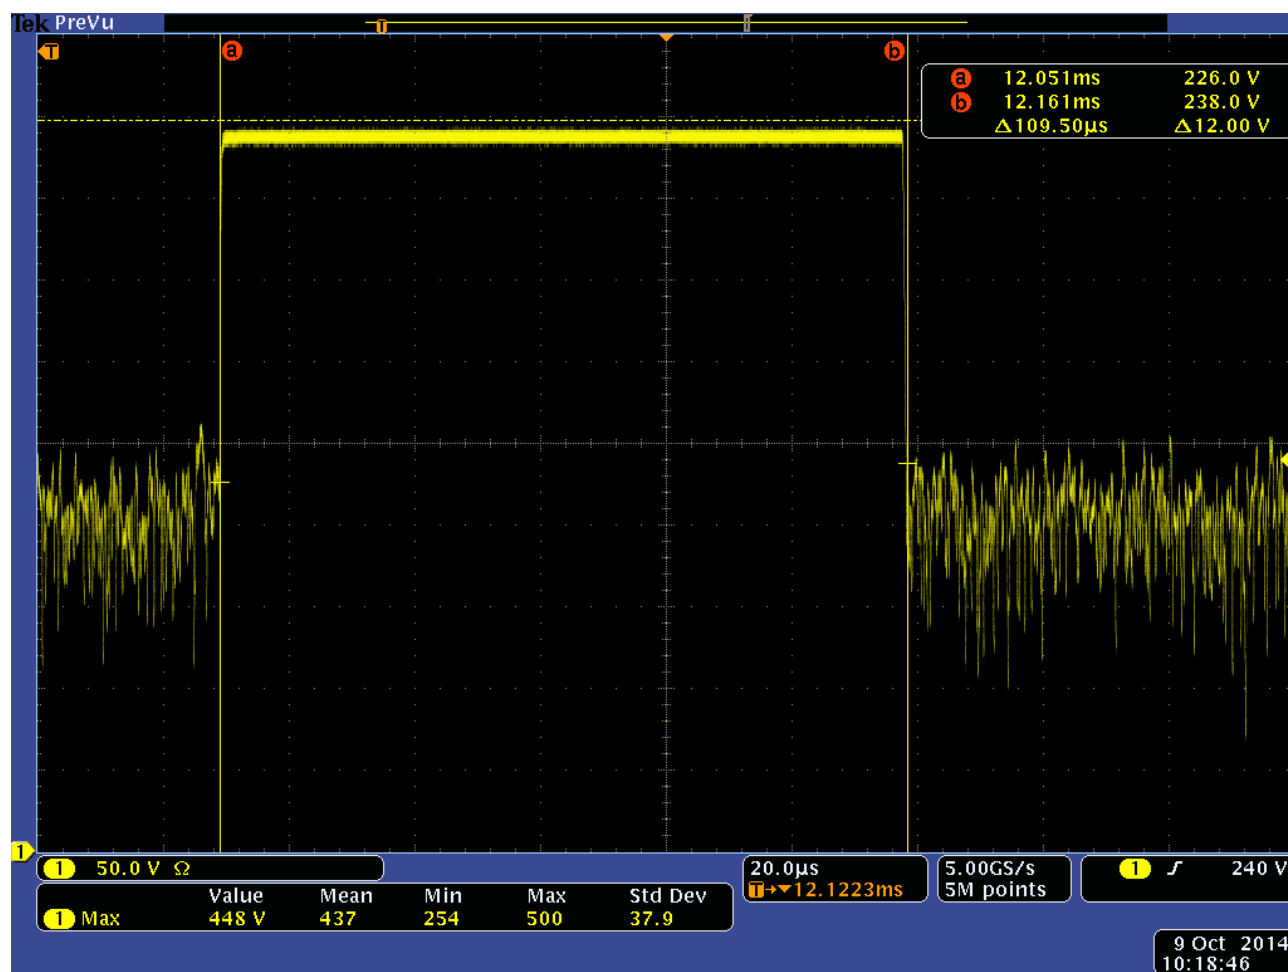 Tek PreVu
T
T
a
b
a 12.051ms 226.0 V
b 12.161ms 238.0 V
Δ109.50µs Δ12.00 V
1
1 50.0 V Ω
20.0µs
T→▼12.1223ms
5.00GS/s
5M points
1 ʃ 240 V
Value Mean Min Max Std Dev
1 Max 448 V 437 254 500 37.9
9 Oct 2014
10:18:46